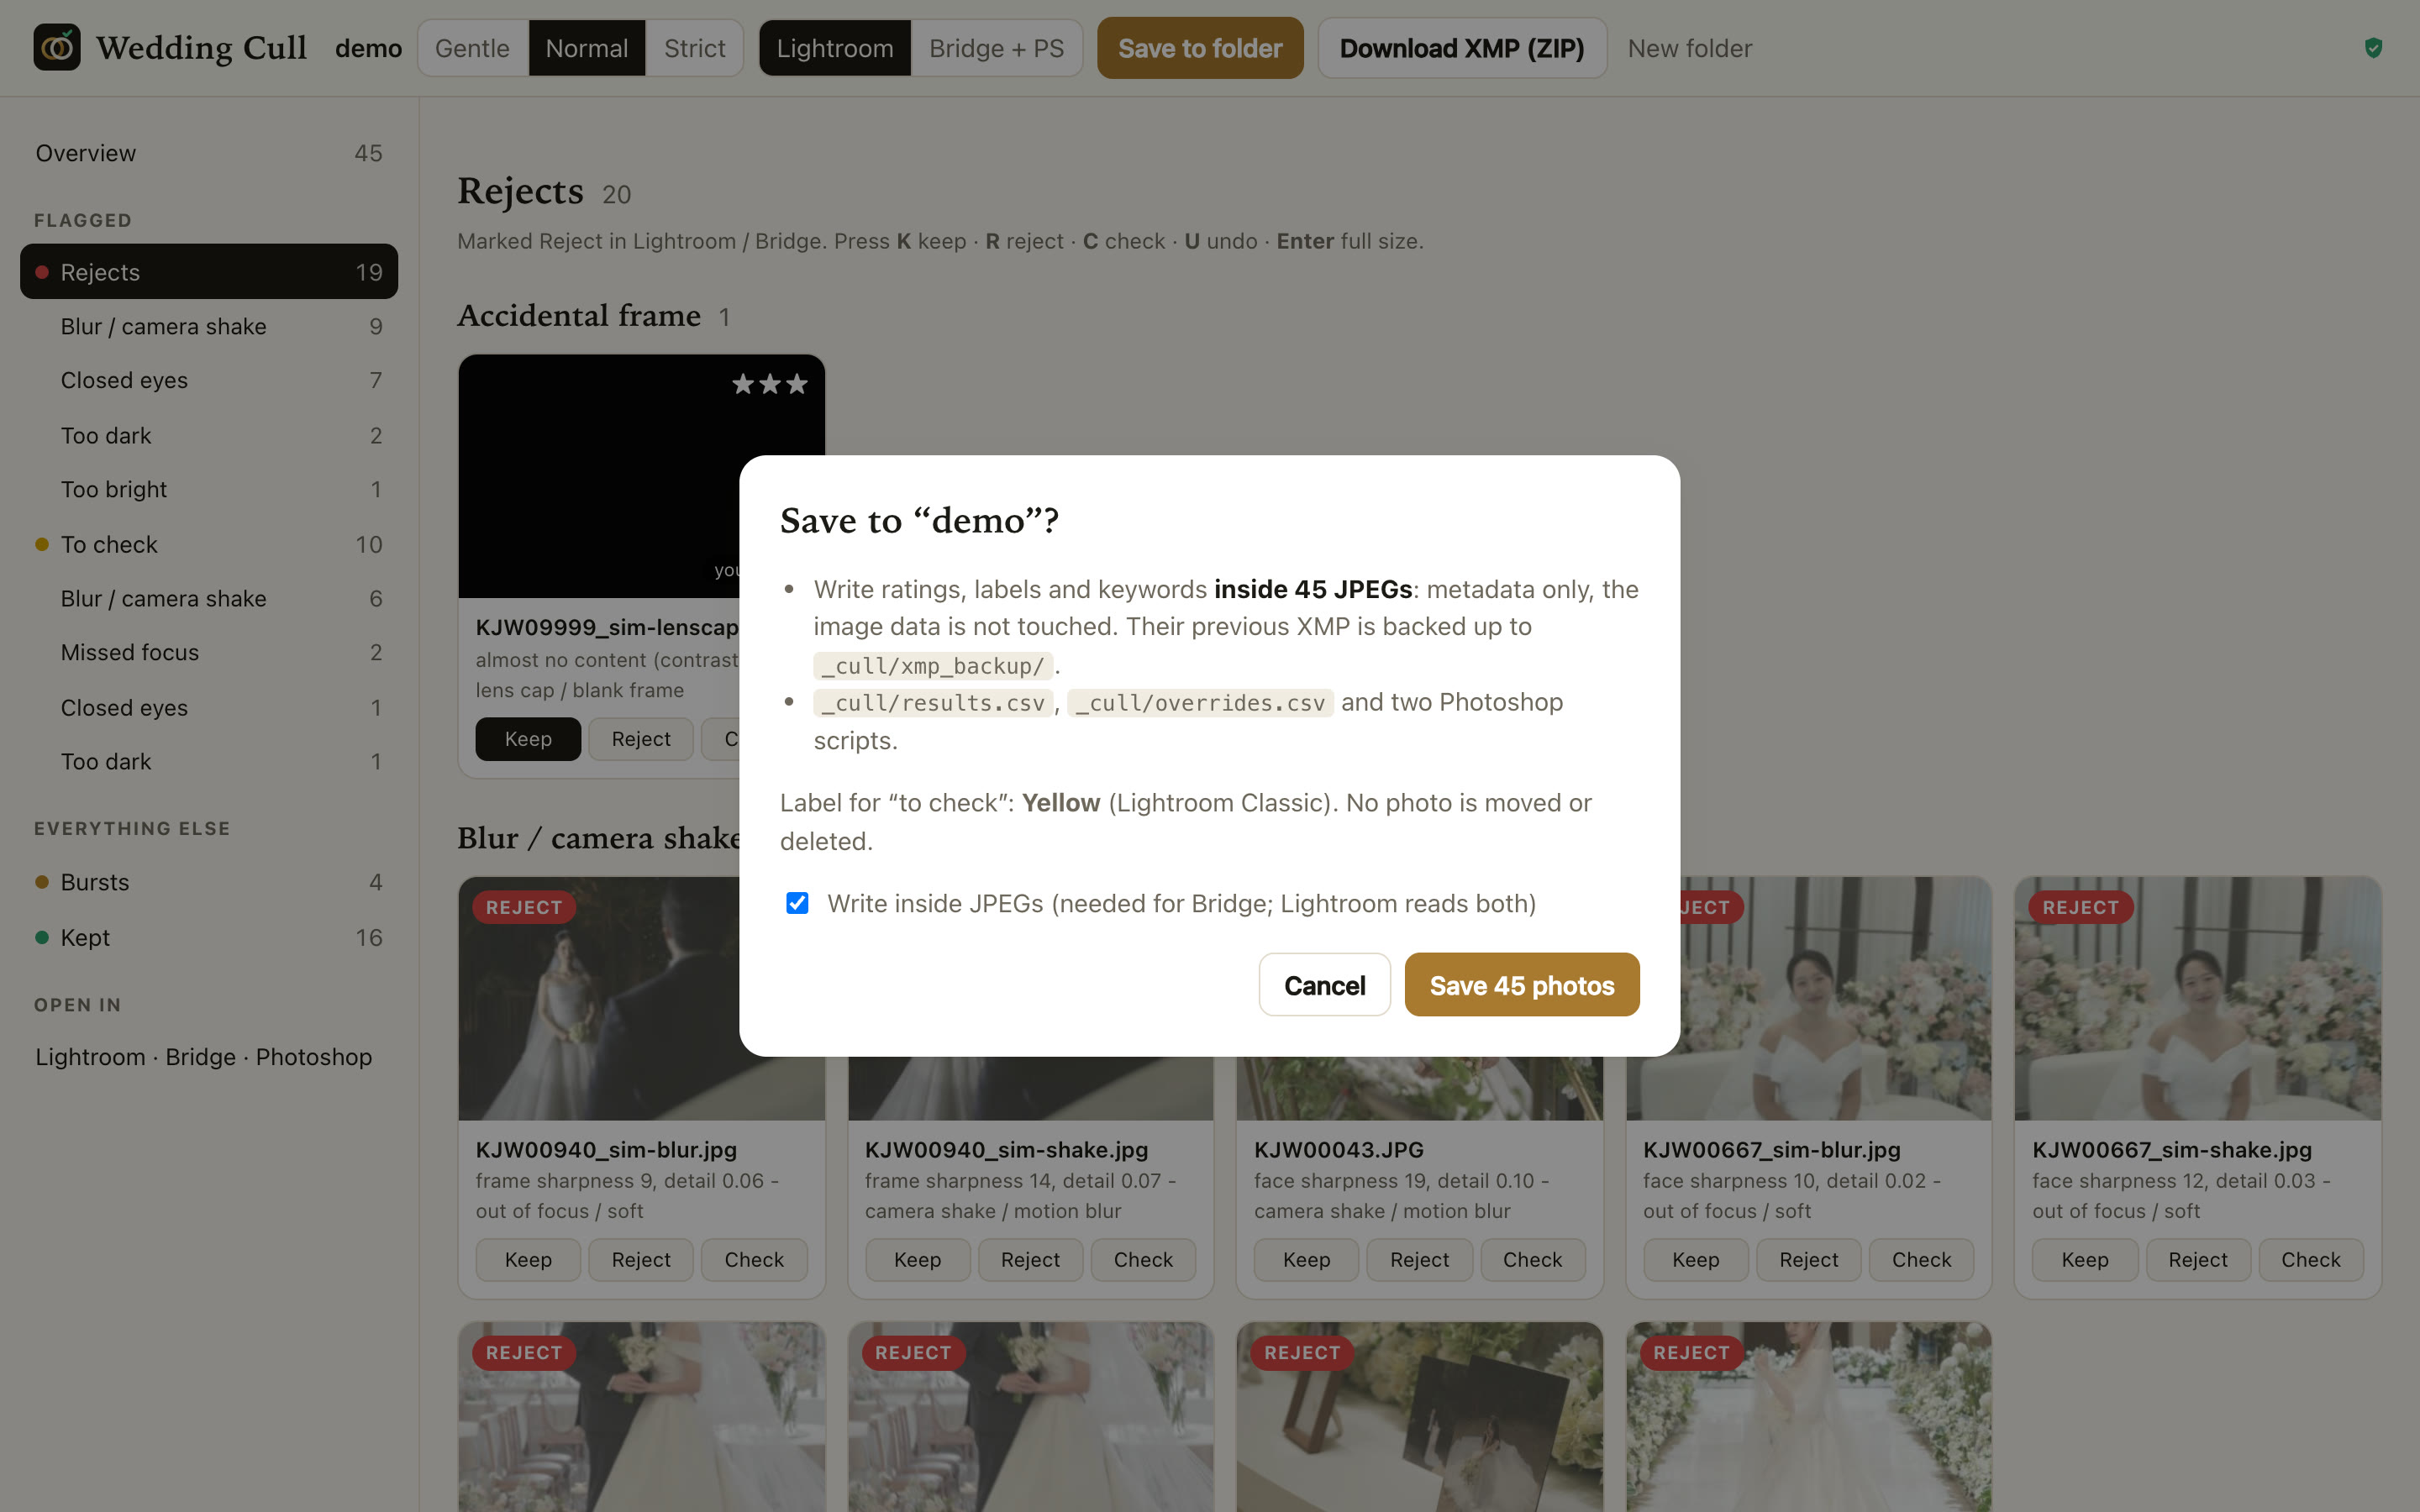 Wedding Cull
demo
Gentle Normal Strict
Lightroom Bridge + PS
Save to folder
Download XMP (ZIP)
New folder
Overview 45
FLAGGED
Rejects 19
Blur / camera shake 9
Closed eyes 7
Too dark 2
Too bright 1
To check 10
Blur / camera shake 6
Missed focus 2
Closed eyes 1
Too dark 1
EVERYTHING ELSE
Bursts 4
Kept 16
OPEN IN
Lightroom · Bridge · Photoshop
Rejects 20
Marked Reject in Lightroom / Bridge. Press K keep · R reject · C check · U undo · Enter full size.
Accidental frame 1
KJW09999_sim-lenscap
almost no content (contrast
lens cap / blank frame
Keep Reject
Blur / camera shake
Save to “demo”?
Write ratings, labels and keywords inside 45 JPEGs: metadata only, the
image data is not touched. Their previous XMP is backed up to
_cull/xmp_backup/.
_cull/results.csv, _cull/overrides.csv and two Photoshop
scripts.
Label for “to check”: Yellow (Lightroom Classic). No photo is moved or
deleted.
Write inside JPEGs (needed for Bridge; Lightroom reads both)
Cancel Save 45 photos
REJECT REJECT
KJW00940_sim-blur.jpg
frame sharpness 9, detail 0.06 -
out of focus / soft
Keep Reject Check
KJW00940_sim-shake.jpg
frame sharpness 14, detail 0.07 -
camera shake / motion blur
Keep Reject Check
KJW00043.JPG
face sharpness 19, detail 0.10 -
camera shake / motion blur
Keep Reject Check
KJW00667_sim-blur.jpg
face sharpness 10, detail 0.02 -
out of focus / soft
Keep Reject Check
KJW00667_sim-shake.jpg
face sharpness 12, detail 0.03 -
out of focus / soft
Keep Reject Check
REJECT REJECT REJECT REJECT